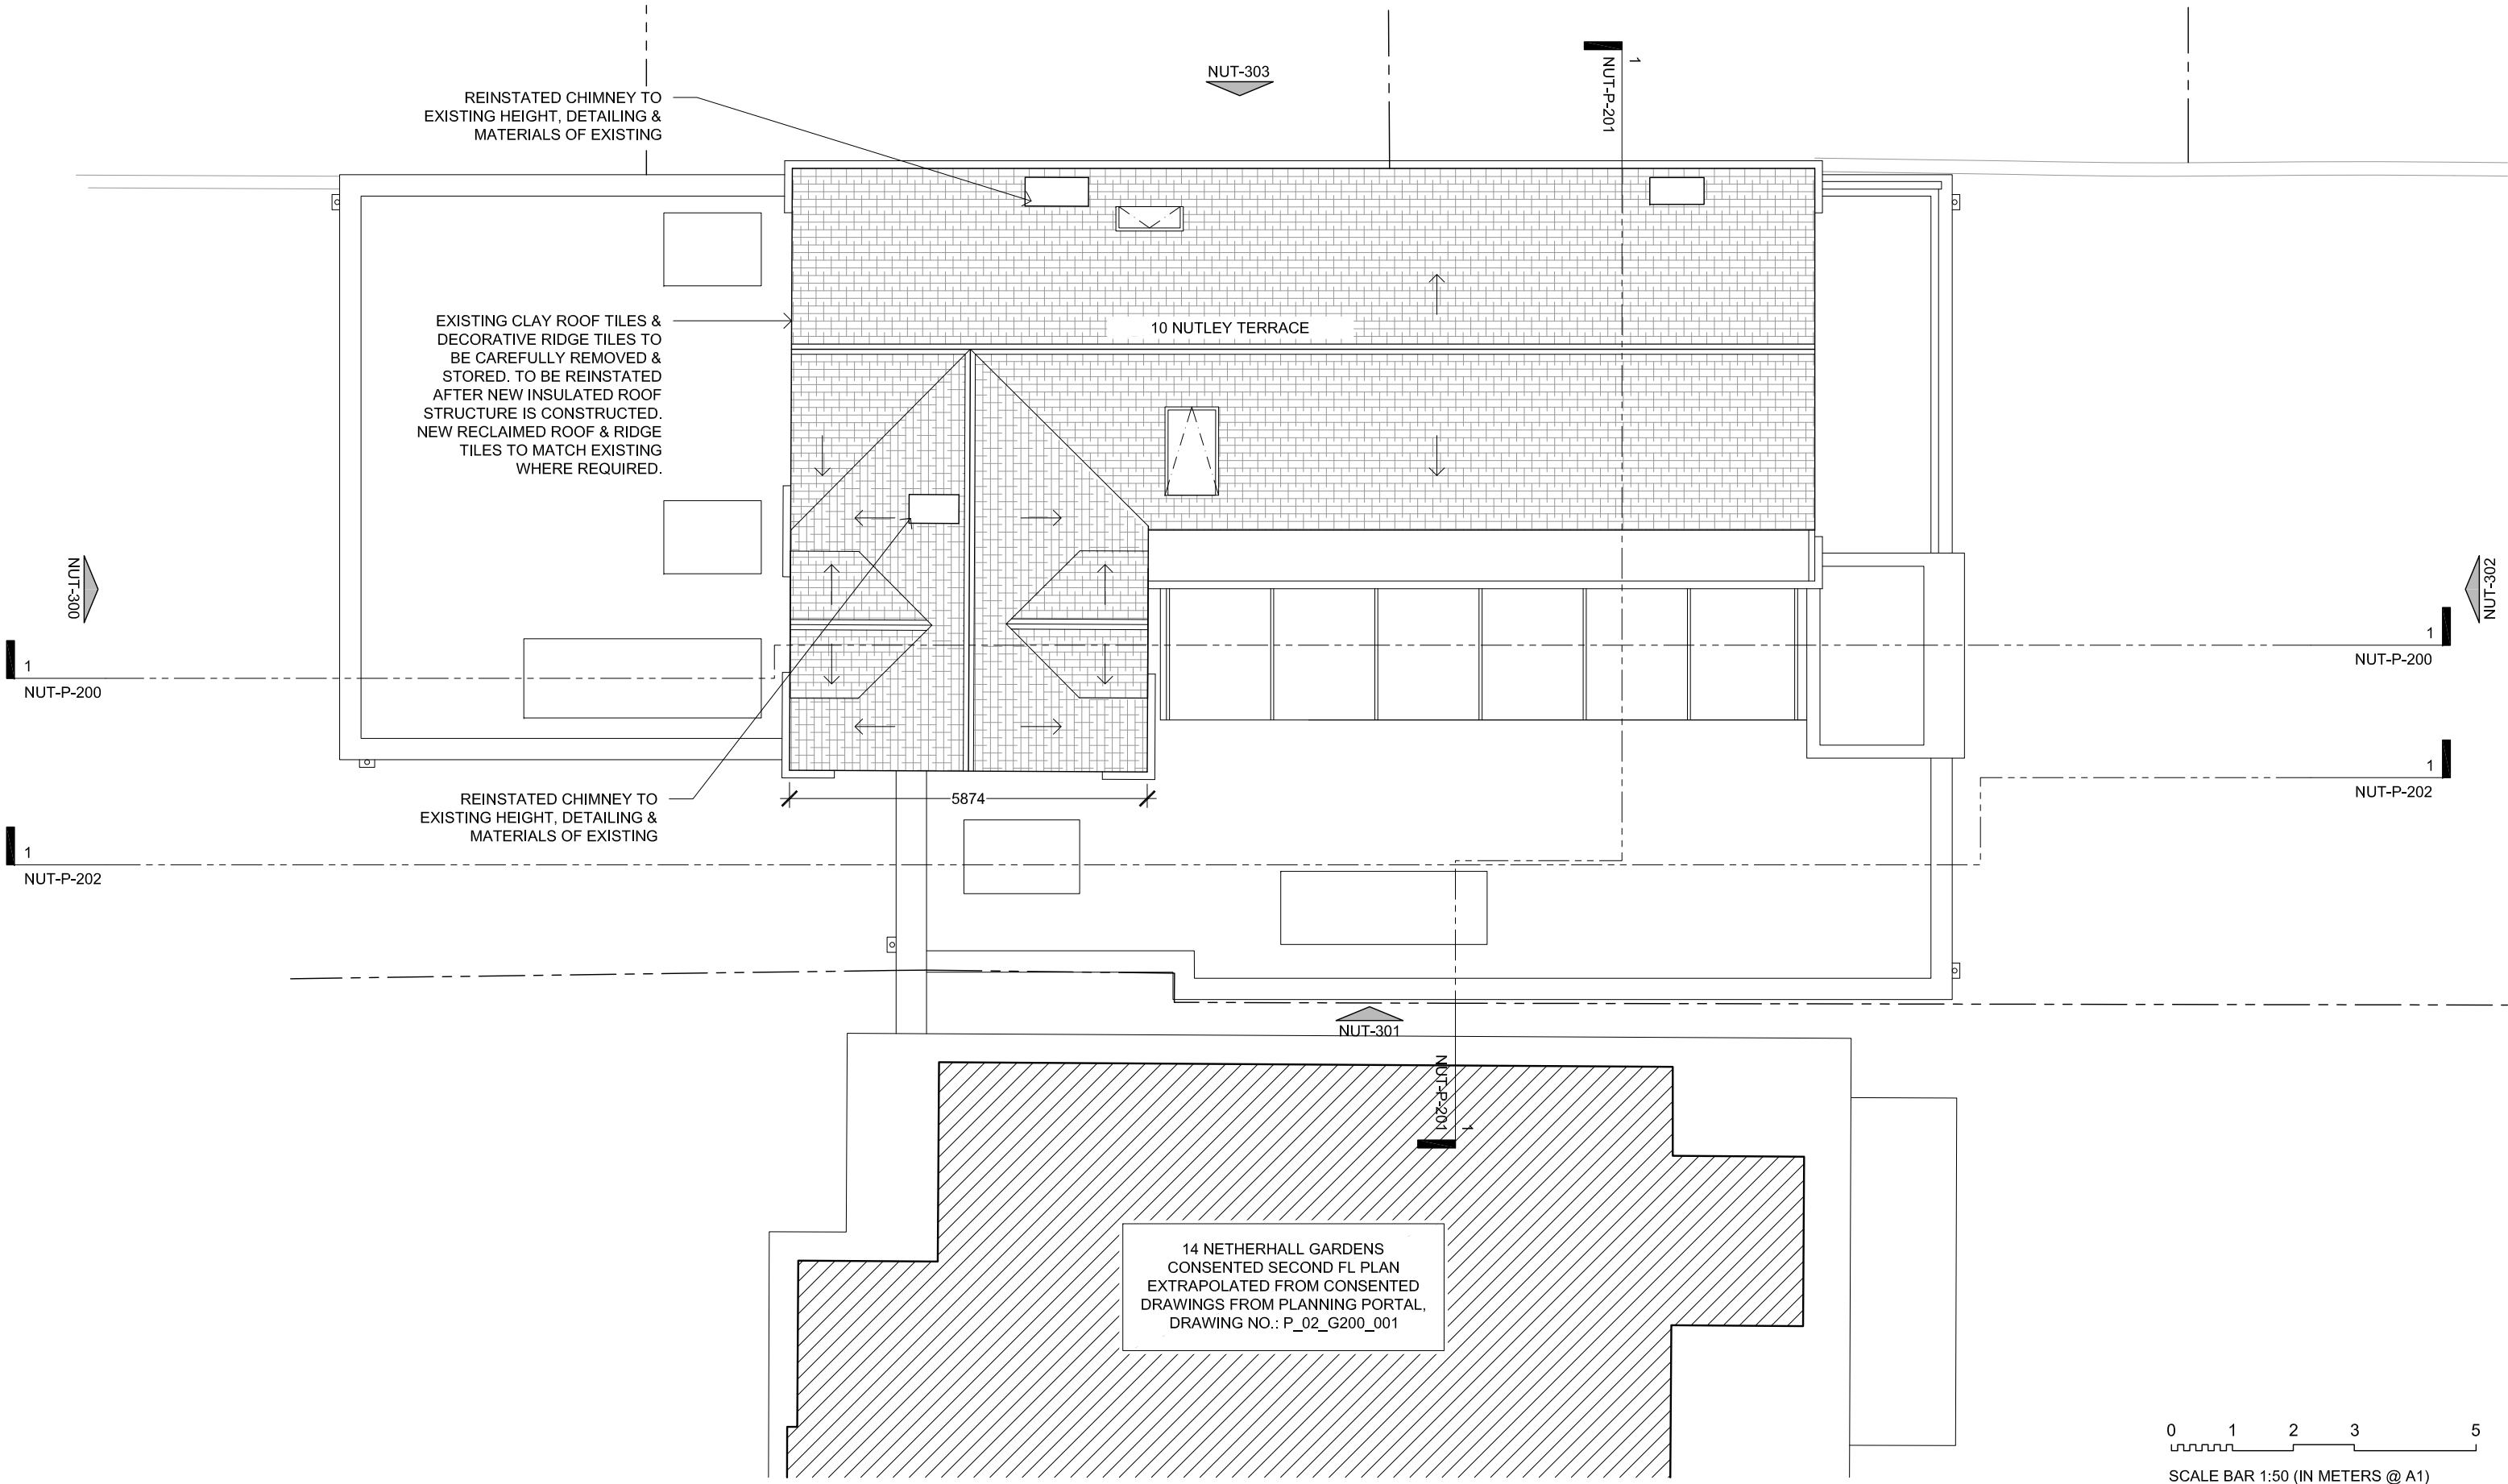 NUT-303
1
NUT-P-201
REINSTATED CHIMNEY TO
EXISTING HEIGHT, DETAILING &
MATERIALS OF EXISTING
10 NUTLEY TERRACE
EXISTING CLAY ROOF TILES &
DECORATIVE RIDGE TILES TO
BE CAREFULLY REMOVED &
STORED. TO BE REINSTATED
AFTER NEW INSULATED ROOF
STRUCTURE IS CONSTRUCTED.
NEW RECLAIMED ROOF & RIDGE
TILES TO MATCH EXISTING
WHERE REQUIRED.
NUT-300
NUT-302
1
NUT-P-200
1
NUT-P-200
1
NUT-P-202
REINSTATED CHIMNEY TO
EXISTING HEIGHT, DETAILING &
MATERIALS OF EXISTING
5874
1
NUT-P-202
NUT-301
NUT-P-201
1
14 NETHERHALL GARDENS
CONSENTED SECOND FL PLAN
EXTRAPOLATED FROM CONSENTED
DRAWINGS FROM PLANNING PORTAL,
DRAWING NO.: P_02_G200_001
0 1 2 3 5
SCALE BAR 1:50 (IN METERS @ A1)